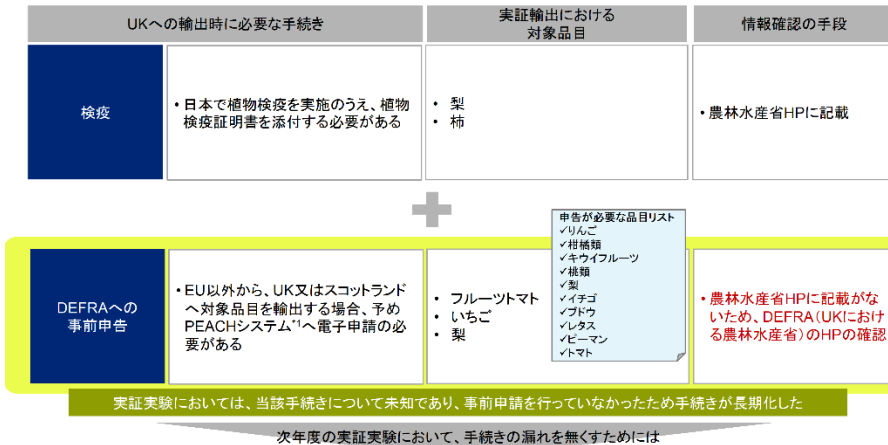 UKへの輸出時に必要な手続き
実証輸出における
対象品目
情報確認の手段
検疫
・日本で植物検疫を実施のうえ、植物
検疫証明書を添付する必要がある
・ 梨
・ 柿
・農林水産省HPに記載
DEFRAへの
事前申告
・EU以外から、UK又はスコットランド
へ対象品目を輸出する場合、予め
PEACHシステム*1へ電子申請の必
要がある
・ フルーツトマト
・ いちご
・ 梨
申告が必要な品目リスト
✓りんご
✓柑橘類
✓キウイフルーツ
✓桃類
✓梨
✓イチゴ
✓ブドウ
✓レタス
✓ピーマン
✓トマト
・農林水産省HPに記載がな
いため、DEFRA(UKにおけ
る農林水産省)のHPの確認
実証実験においては、当該手続きについて未知であり、事前申請を行っていなかったため手続きが長期化した
次年度の実証実験において、手続きの漏れを無くすためには